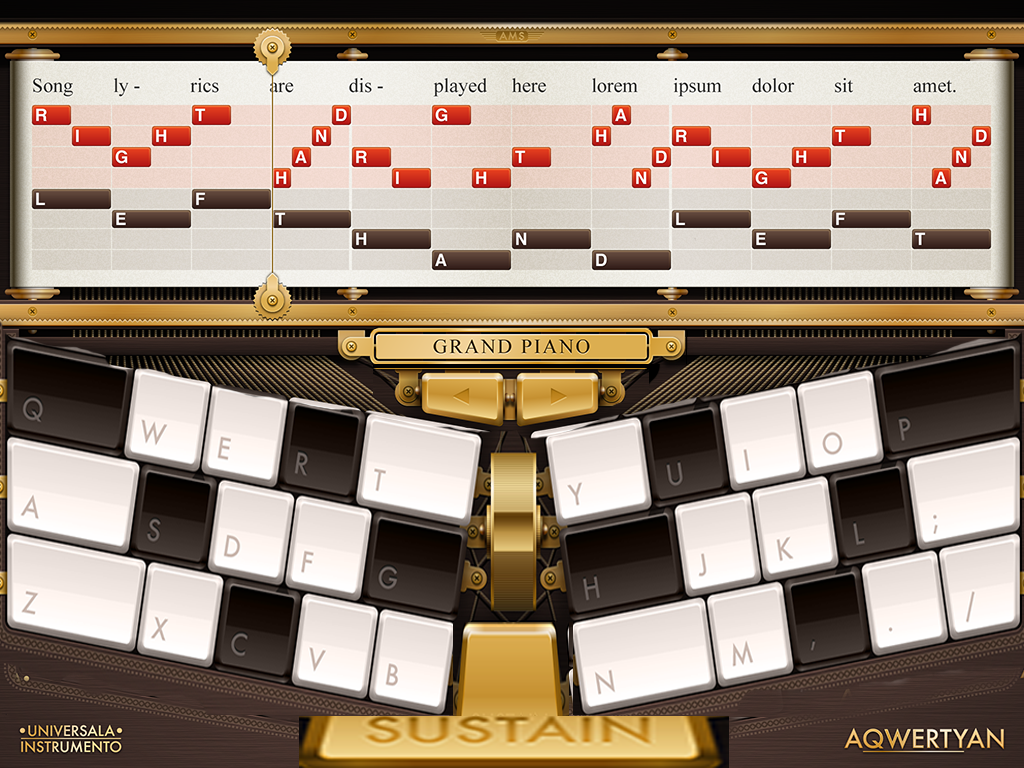 AMS
Song ly - rics are dis - played here lorem ipsum dolor sit amet.
R T D G A H
I H N H R T D
G A R T D I H N
H I H N G A
L F
E T L F
H N E T
A D
GRAND PIANO
Q W E R T Y U I O P
A S D F G H J K L ;
Z X C V B N M , . /
SUSTAIN
•UNIVERSALA•
INSTRUMENTO
AQWERTYAN